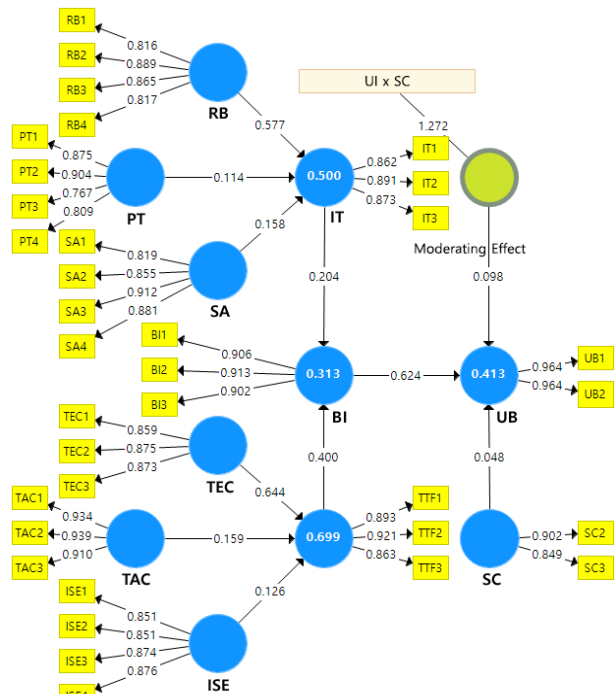 RB1
RB2
RB3
RB4
0.816
0.889
0.865
0.817
RB
0.577
UI x SC
1.272
PT1
PT2
PT3
PT4
0.875
0.904
0.767
0.809
PT
0.114
0.500
IT
0.862
0.891
0.873
IT1
IT2
IT3
Moderating Effect
SA1
SA2
SA3
SA4
0.819
0.855
0.912
0.881
SA
0.158
0.204
0.098
BI1
BI2
BI3
0.906
0.913
0.902
0.313
BI
0.624
0.413
UB
0.964
0.964
UB1
UB2
TEC1
TEC2
TEC3
0.859
0.875
0.873
TEC
0.644
0.400
0.048
TAC1
TAC2
TAC3
0.934
0.939
0.910
TAC
0.159
0.699
0.893
0.921
0.863
TTF1
TTF2
TTF3
SC
0.902
0.849
SC2
SC3
ISE1
ISE2
ISE3
0.851
0.851
0.874
0.876
ISE
0.126